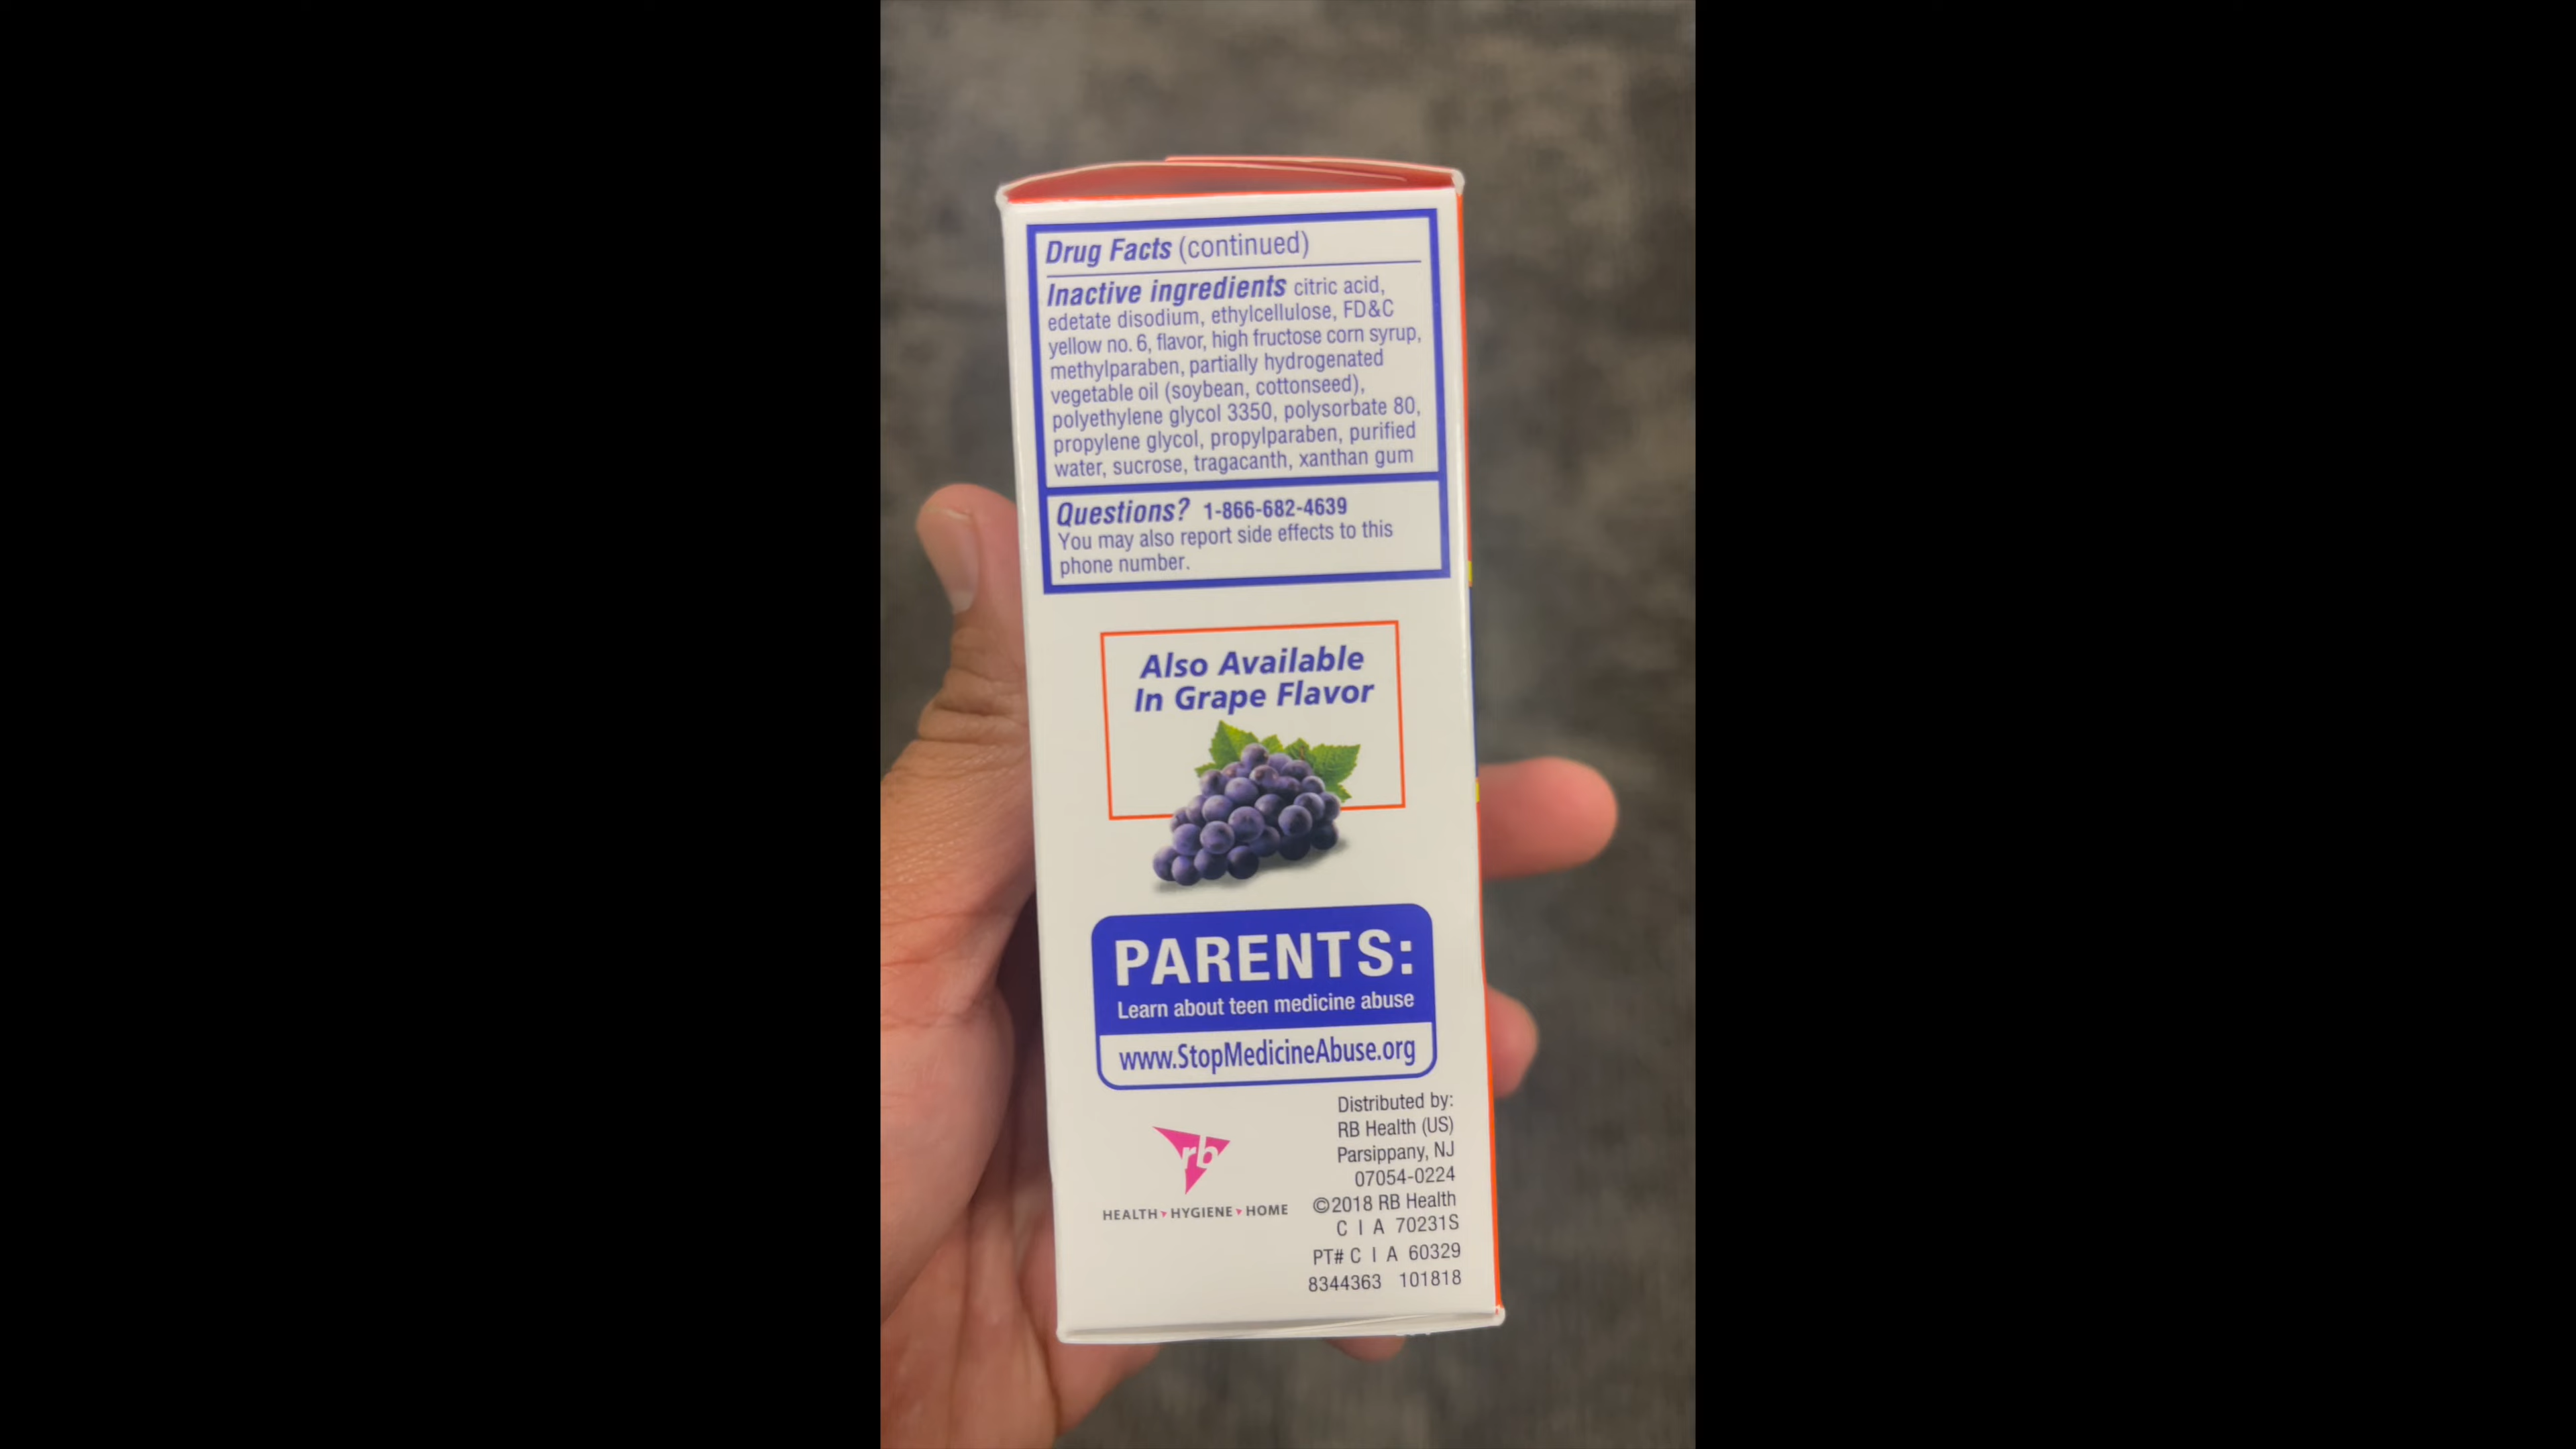 Drug Facts (continued)
Inactive ingredients citric acid,
edetate disodium, ethylcellulose, FD&C
yellow no. 6, flavor, high fructose corn syrup,
methylparaben, partially hydrogenated
vegetable oil (soybean, cottonseed),
polyethylene glycol 3350, polysorbate 80,
propylene glycol, propylparaben, purified
water, sucrose, tragacanth, xanthan gum
Questions? 1-866-682-4639
You may also report side effects to this
phone number.
Also Available
In Grape Flavor
PARENTS:
Learn about teen medicine abuse
www.StopMedicineAbuse.org
rb
HEALTH HYGIENE HOME
Distributed by:
RB Health (US)
Parsippany, NJ
07054-0224
©2018 RB Health
C I A 70231S
PT# C I A 60329
8344363 101818